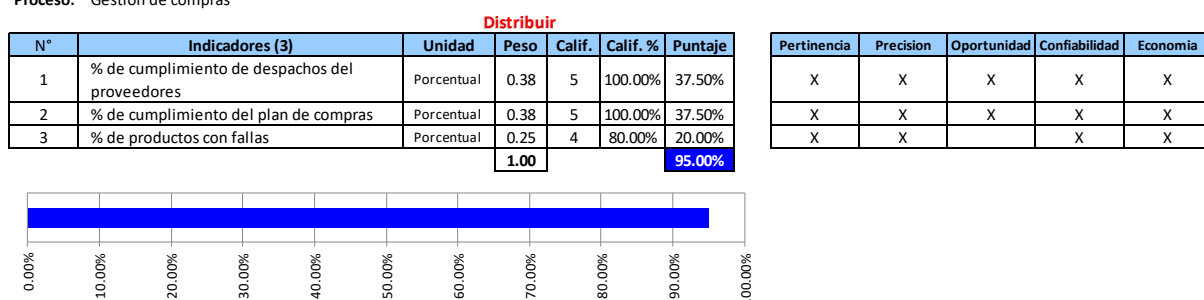 Proceso: Gestión de compras
Distribuir
N° Indicadores (3) Unidad Peso Calif. Calif. % Puntaje Pertinencia Precision Oportunidad Confiabilidad Economia
1 % de cumplimiento de despachos del proveedores Porcentual 0.38 5 100.00% 37.50% X X X X X
2 % de cumplimiento del plan de compras Porcentual 0.38 5 100.00% 37.50% X X X X X
3 % de productos con fallas Porcentual 0.25 4 80.00% 20.00% X X X X
1.00 95.00%
0.00% 10.00% 20.00% 30.00% 40.00% 50.00% 60.00% 70.00% 80.00% 90.00% 00.00%